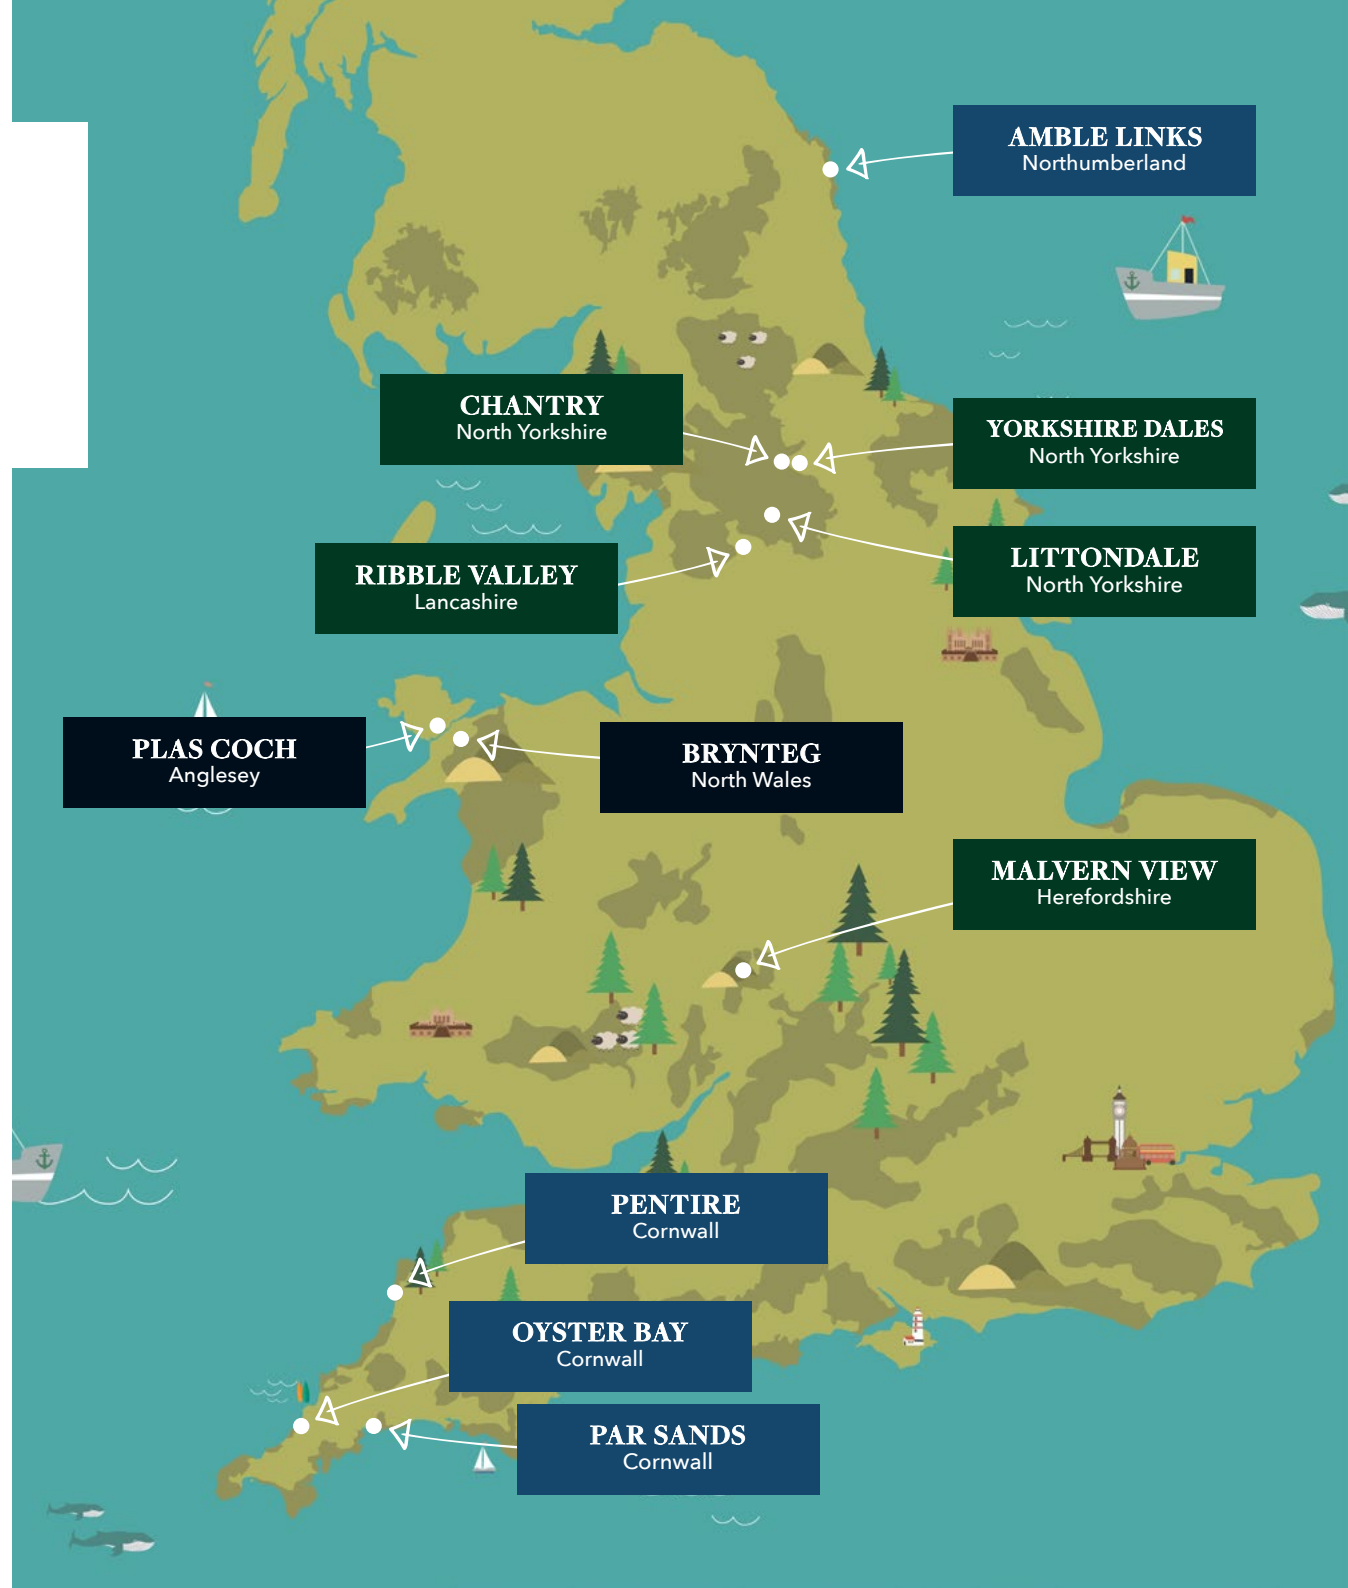 AMBLE LINKS
Northumberland
CHANTRY
North Yorkshire
YORKSHIRE DALES
North Yorkshire
LITTONDALE
North Yorkshire
RIBBLE VALLEY
Lancashire
PLAS COCH
Anglesey
BRYNTEG
North Wales
MALVERN VIEW
Herefordshire
PENTIRE
Cornwall
OYSTER BAY
Cornwall
PAR SANDS
Cornwall